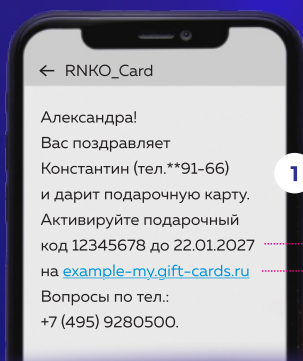 ← RNKO_Card
Александра!
Вас поздравляет
Константин (тел.**91-66)
и дарит подарочную карту.
Активируйте подарочный
код 12345678 до 22.01.2027
на example-my.gift-cards.ru
Вопросы по тел.:
+7 (495) 9280500.
1